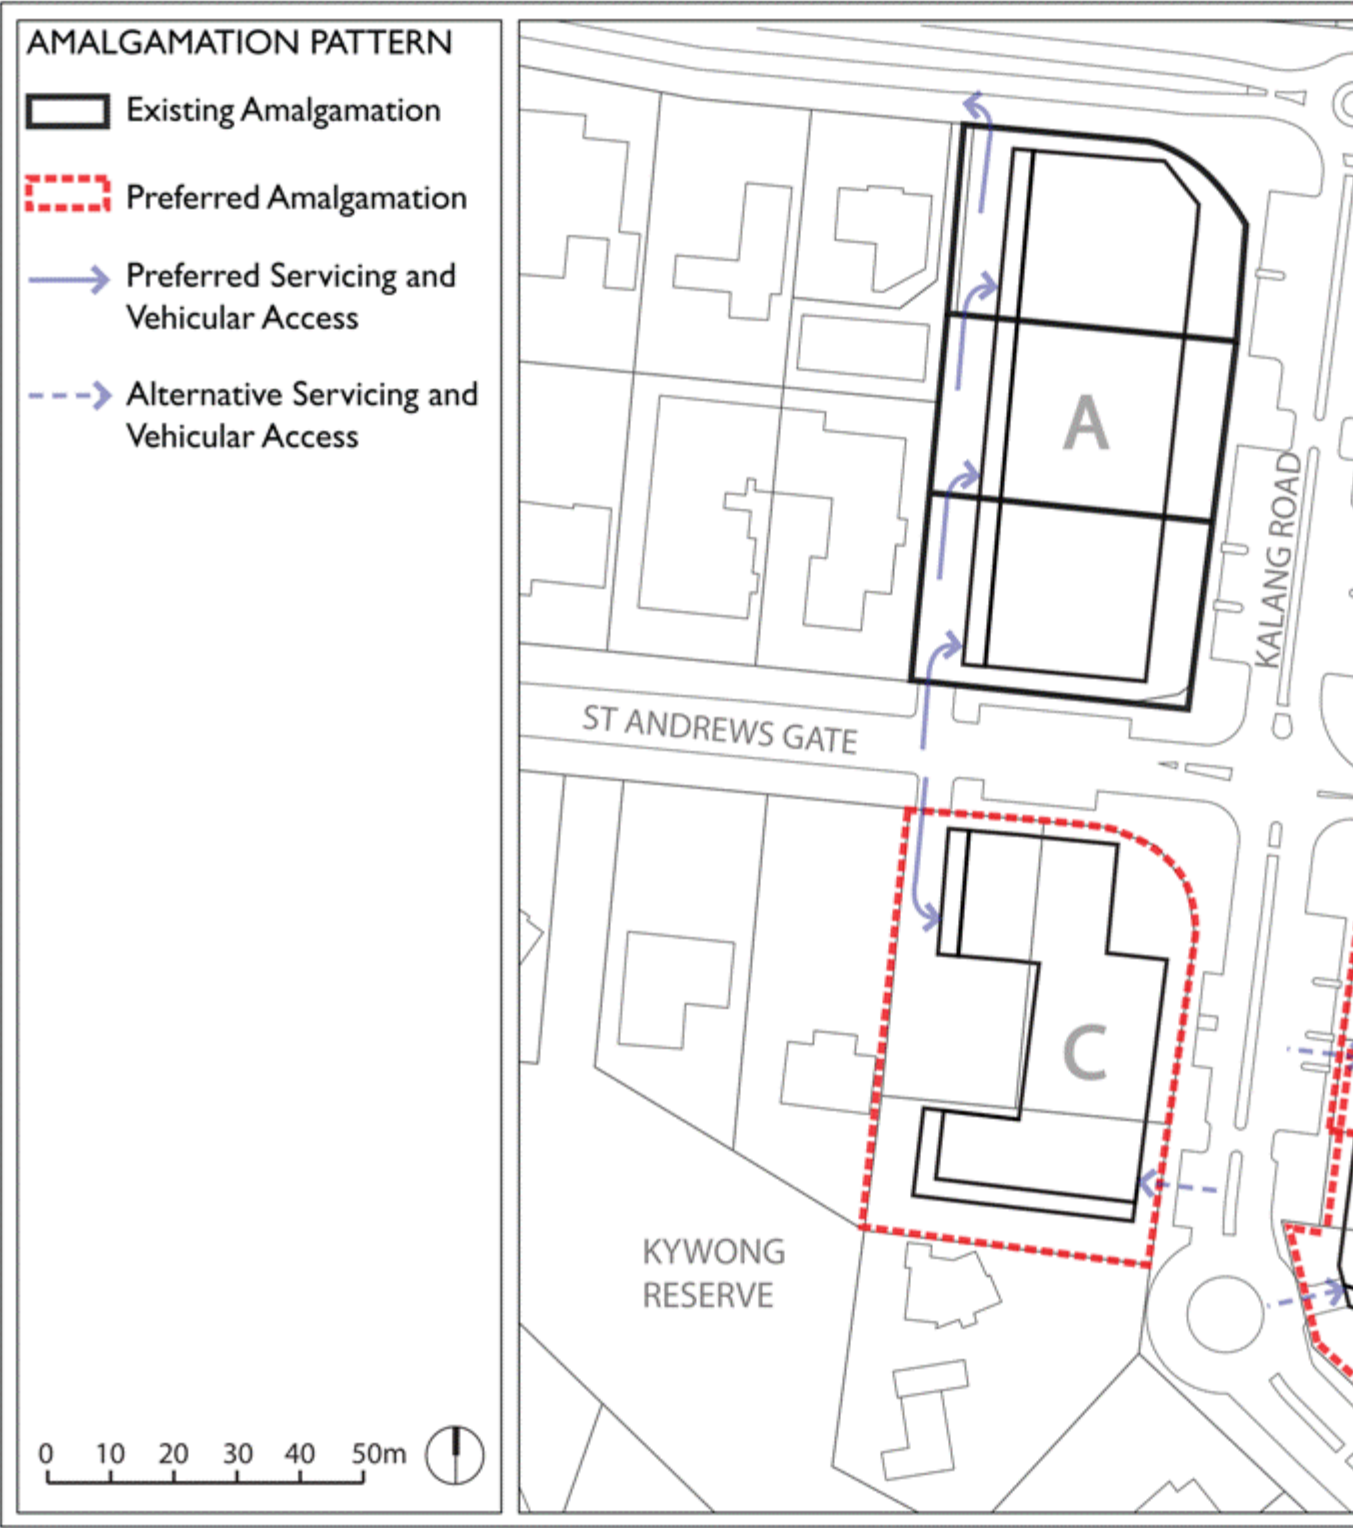 AMALGAMATION PATTERN
Existing Amalgamation
Preferred Amalgamation
Preferred Servicing and
Vehicular Access
Alternative Servicing and
Vehicular Access
0 10 20 30 40 50m
A
KALANG ROAD
ST ANDREWS GATE
C
KYWONG
RESERVE